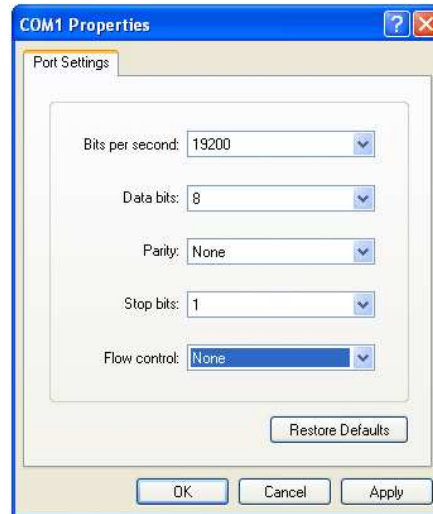 COM1 Properties
Port Settings
Bits per second: 19200
Data bits: 8
Parity: None
Stop bits: 1
Flow control: None
Restore Defaults
OK Cancel Apply